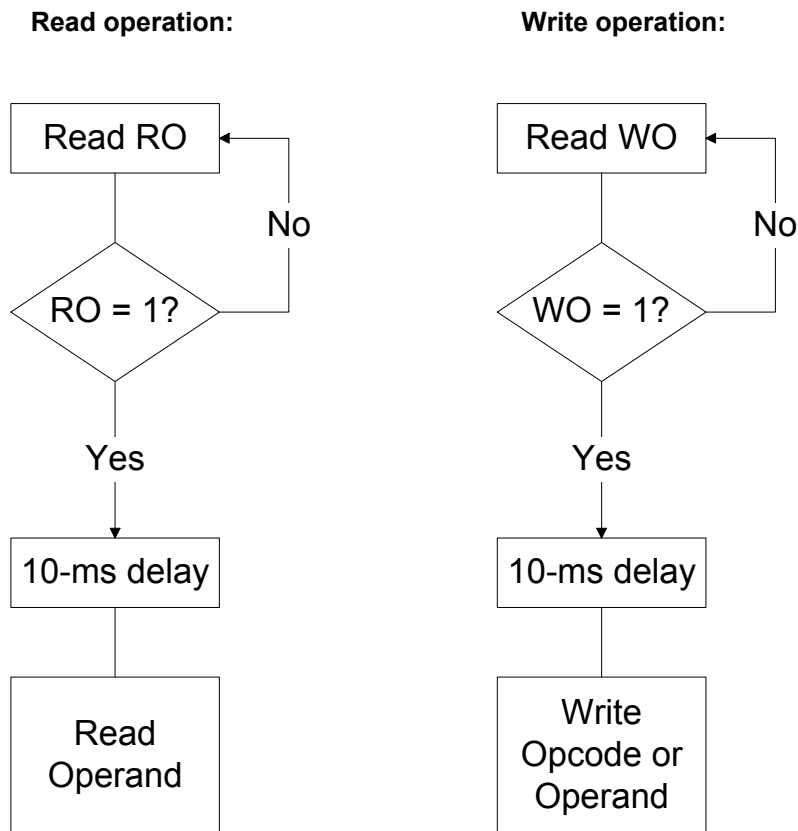 Read operation:
Read RO
No
RO = 1?
Yes
10-ms delay
Read
Operand
Write operation:
Read WO
No
WO = 1?
Yes
10-ms delay
Write
Opcode or
Operand